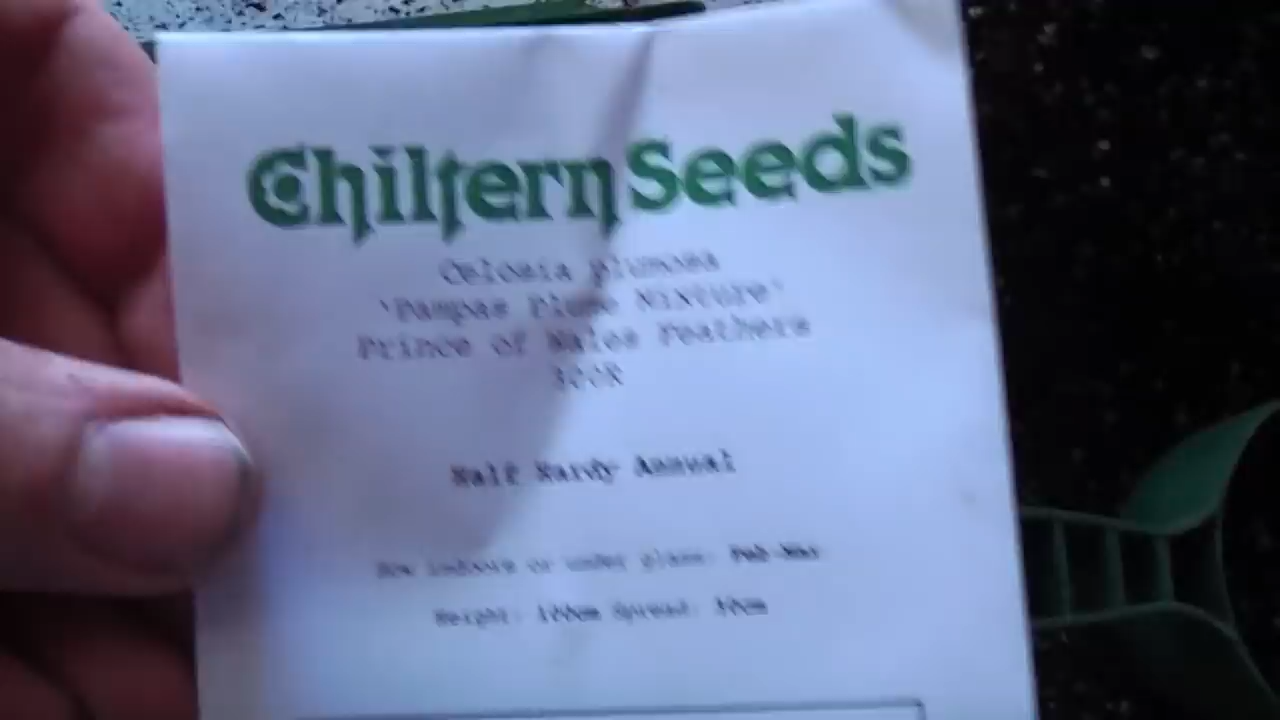 Chiltern Seeds
Celosia plumosa
'Pampas Plume Mixture'
Prince of Wales Feathers
Half Hardy Annual
Sow indoors or under glass:
Height: 100cm Spread: